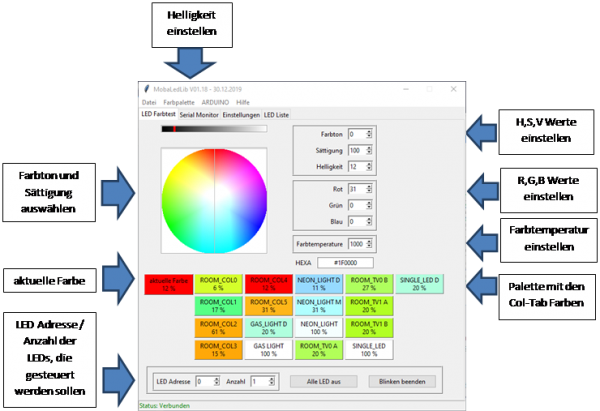 Helligkeit
einstellen
MobaLedLib V01.18 - 30.12.2019
Datei Farbpalette ARDUINO Hilfe
LED Farbtest Serial Monitor Einstellungen LED Liste
Farbton 0
Sättigung 100
Helligkeit 12
Rot 31
Grün 0
Blau 0
Farbtemperature 1000
HEXA #1F0000
H,S,V Werte
einstellen
R,G,B Werte
einstellen
Farbtemperatur
einstellen
Palette mit den
Col-Tab Farben
Farbton und
Sättigung
auswählen
aktuelle Farbe
LED Adresse /
Anzahl der
LEDs, die
gesteuert
werden sollen
aktuelle Farbe
12 %
ROOM_COL0
6 %
ROOM_COL4
12 %
NEON_LIGHT D
11 %
ROOM_TV0 B
27 %
SINGLE_LED D
20 %
ROOM_COL1
17 %
ROOM_COL5
31 %
NEON_LIGHT M
31 %
ROOM_TV1 A
20 %
ROOM_COL2
61 %
GAS_LIGHT D
20 %
NEON_LIGHT
100 %
ROOM_TV1 B
20 %
ROOM_COL3
15 %
GAS LIGHT
100 %
ROOM_TV0 A
20 %
SINGLE_LED
100 %
LED Adresse 0 Anzahl 1 Alle LED aus Blinken beenden
Status: Verbunden